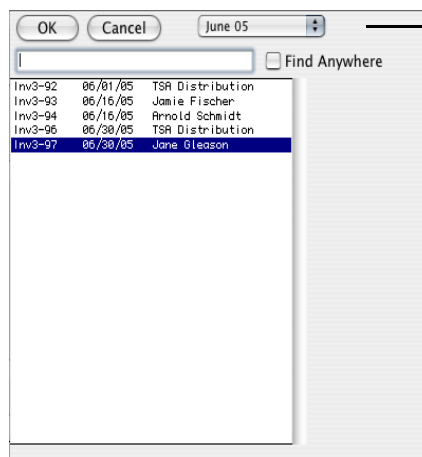 OK Cancel June 05
Find Anywhere
Inv3-92 06/01/05 TSA Distribution
Inv3-93 06/16/05 Jamie Fischer
Inv3-94 06/16/05 Arnold Schmidt
Inv3-96 06/30/05 TSA Distribution
Inv3-97 06/30/05 Jane Gleason